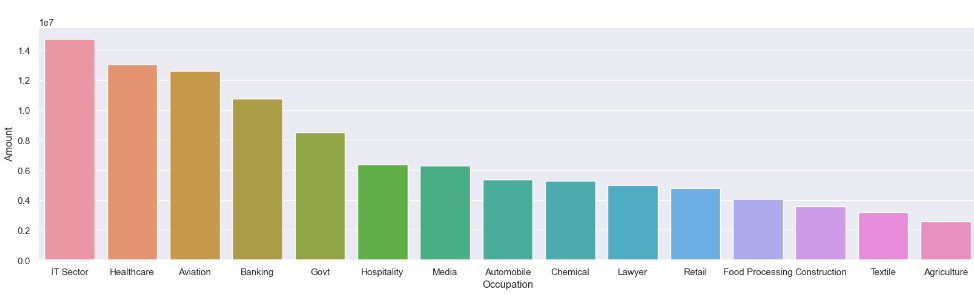 1e7
1.4
1.2
1.0
0.8
0.6
0.4
0.2
0.0
Amount
IT Sector Healthcare Aviation Banking Govt Hospitality Media Automobile Chemical Lawyer Retail Food Processing Construction Textile Agriculture
Occupation